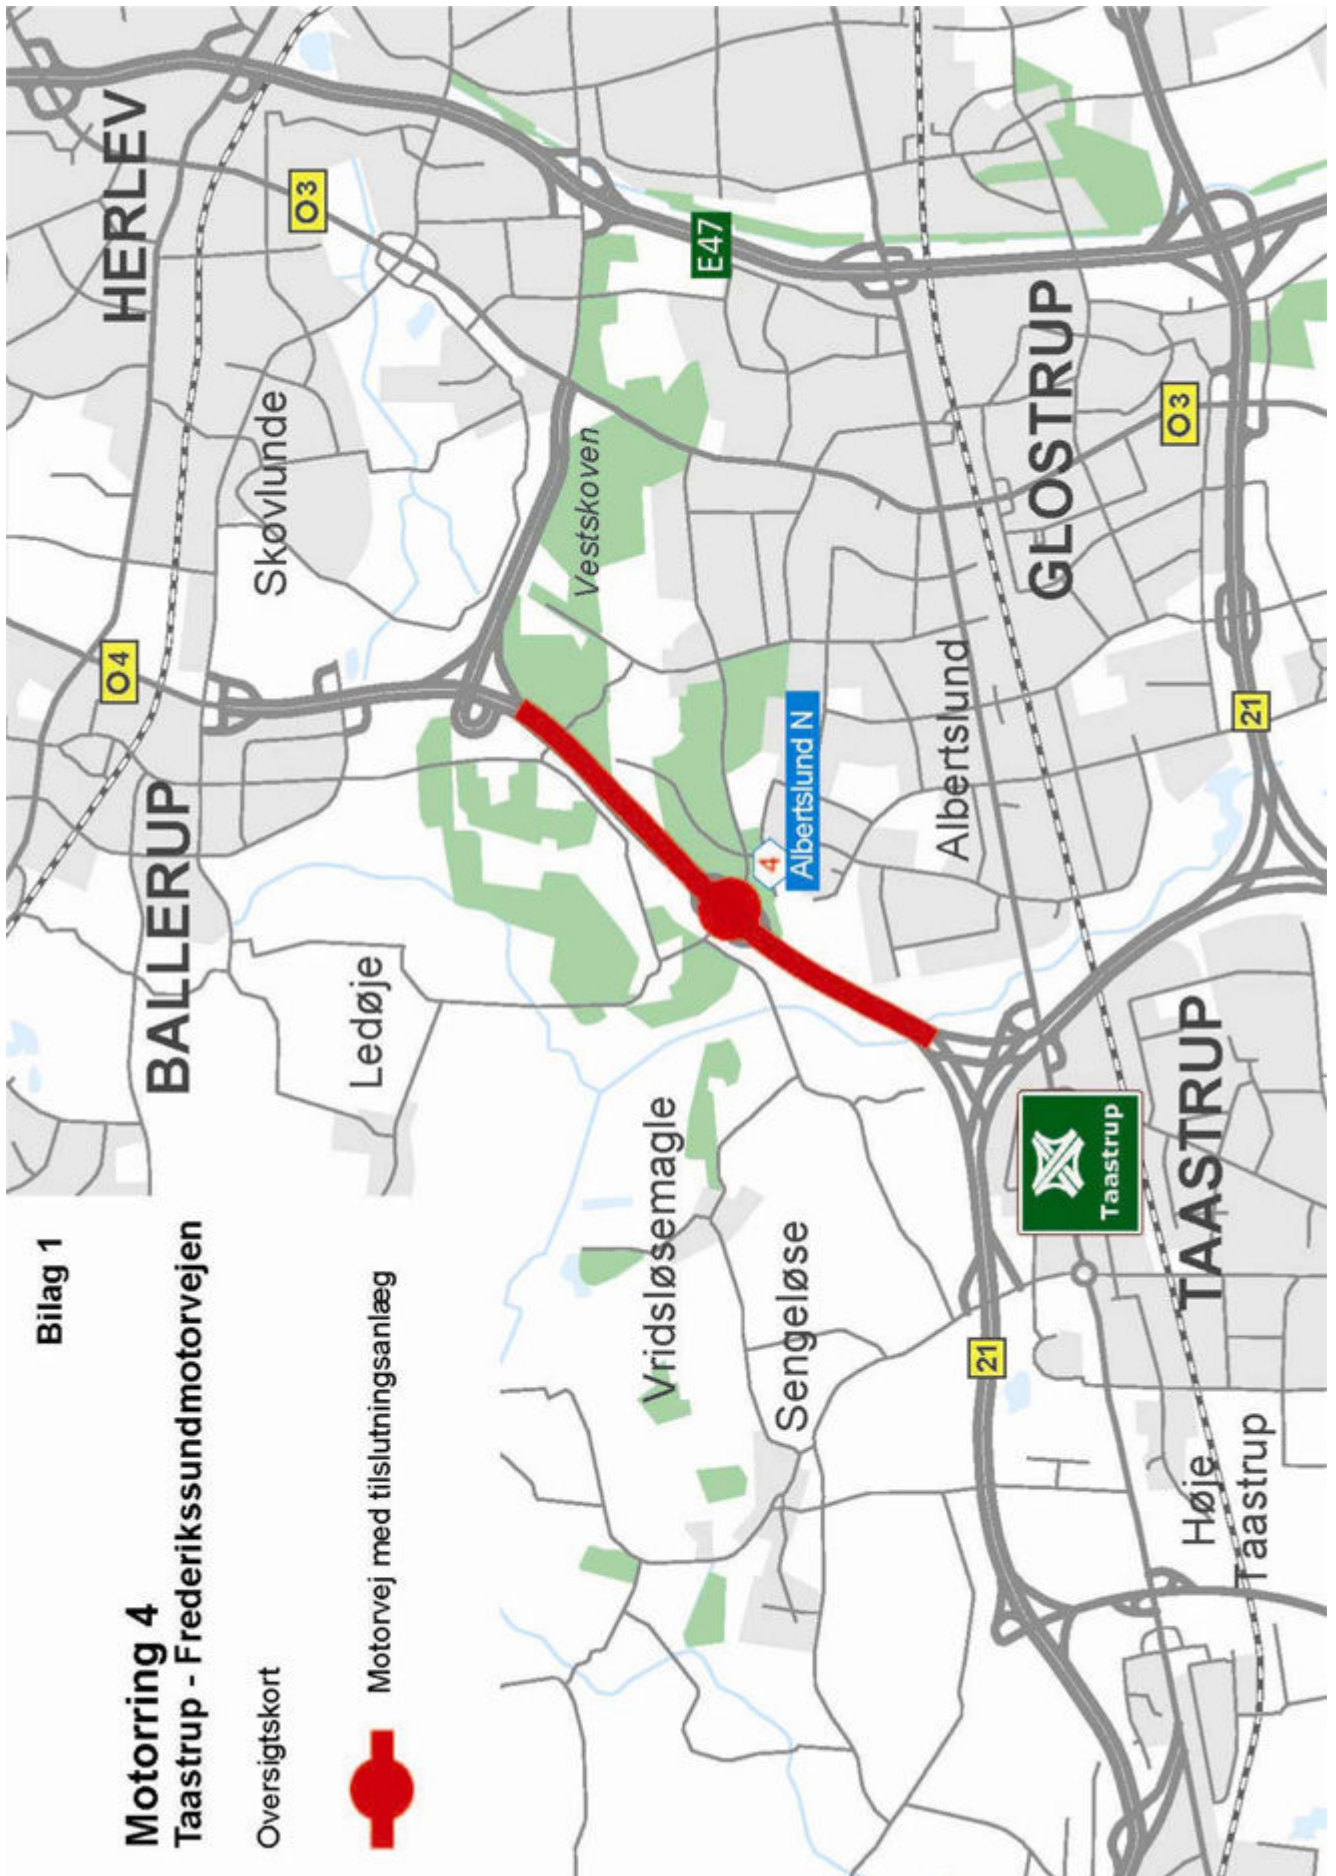 Bilag 1
Motorring 4
Taastrup - Frederikssundmotorvejen
Oversigtskort
Motorvej med tilslutningsanlæg
HERLEV
O3
Skovlunde
O4
BALLERUP
Ledøje
E47
Vestskoven
4
Albertslund N
Vridsløsemagle
Sengeløse
Albertslund
GLOSTRUP
O3
21
Taastrup
TAASTRUP
21
Høje
Taastrup